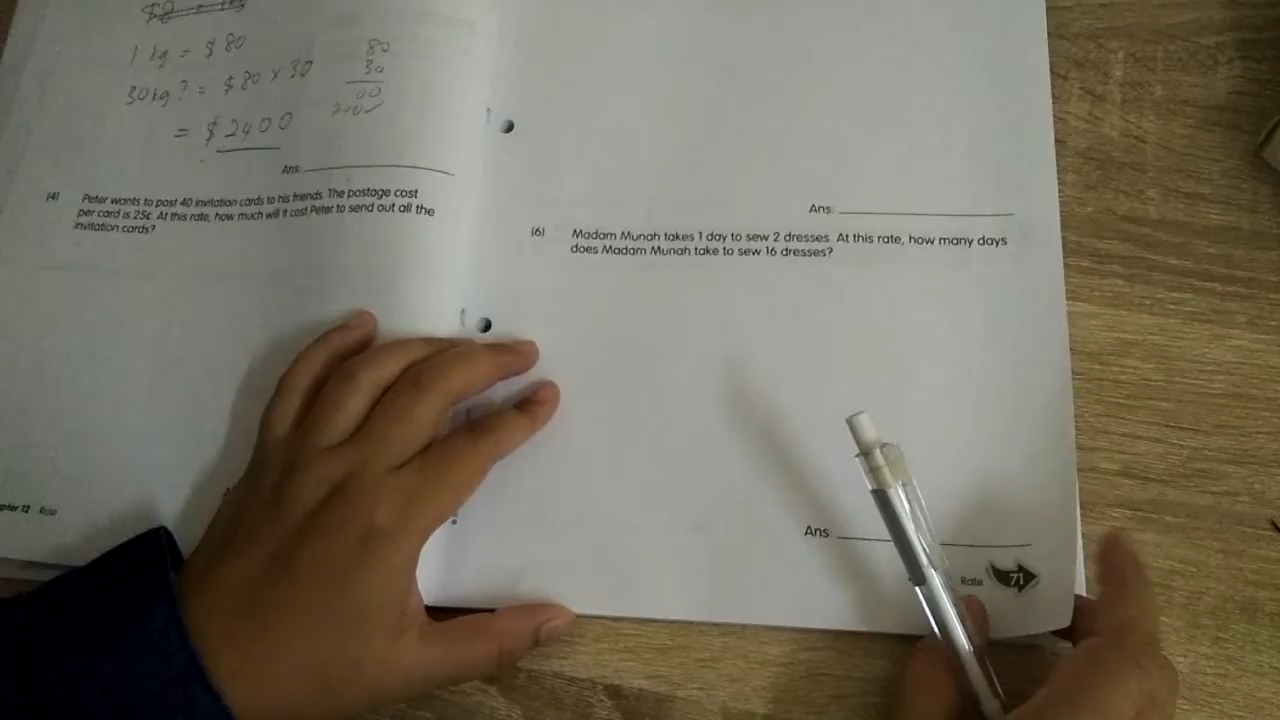 1 kg = $80
30kg? = $80 × 30
= $2400
80
30
00
Ans:
(4) Peter wants to post 40 invitation cards to his friends. The postage cost
per card is 25¢. At this rate, how much will it cost Peter to send out all the
invitation cards?
Rate
Ans:
(6) Madam Munah takes 1 day to sew 2 dresses. At this rate, how many days
does Madam Munah take to sew 16 dresses?
Ans
Rate 71